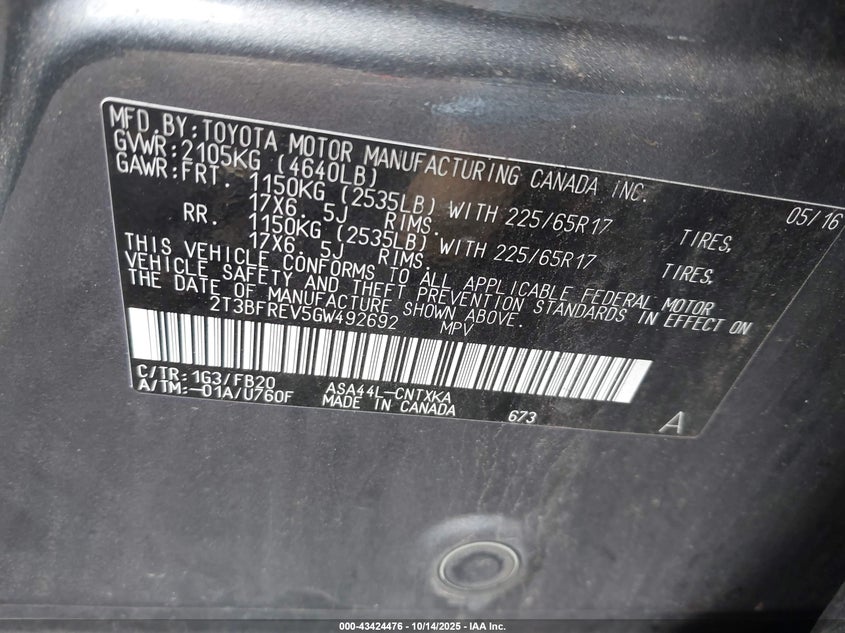 MFD.BY:TOYOTA MOTOR MANUFACTURING CANADA INC. 05/16
GVWR:2105KG (4640LB)
GAWR:FRT. 1150KG (2535LB) WITH 225/65R17 TIRES,
17X6. 5J RIMS.
RR. 1150KG (2535LB) WITH 225/65R17 TIRES,
17X6. 5J RIMS.
THIS VEHICLE CONFORMS TO ALL APPLICABLE FEDERAL MOTOR
VEHICLE SAFETY AND THEFT PREVENTION STANDARDS IN EFFECT ON
THE DATE OF MANUFACTURE SHOWN ABOVE.
2T3BFREV5GW492692 MPV
C/TR:1G3/FB20 ASA44L-CNTXKA
A/TM:-01A/U760F MADE IN CANADA 673 A
000-43424476 - 10/14/2025 - IAA Inc.